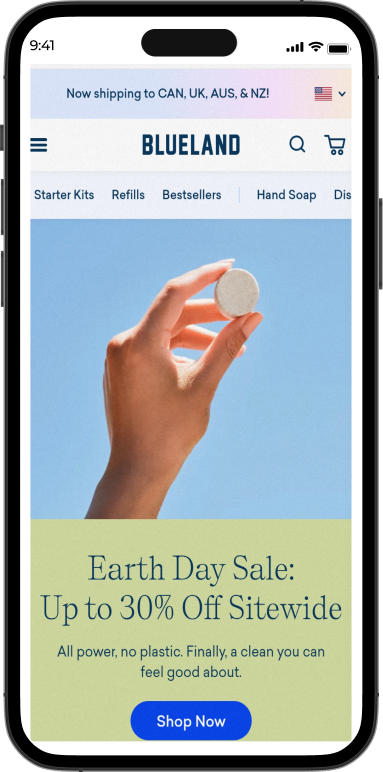 9:41
Now shipping to CAN, UK, AUS, & NZ!
BLUELAND
Starter Kits Refills Bestsellers Hand Soap Dis
Earth Day Sale:
Up to 30% Off Sitewide
All power, no plastic. Finally, a clean you can
feel good about.
Shop Now